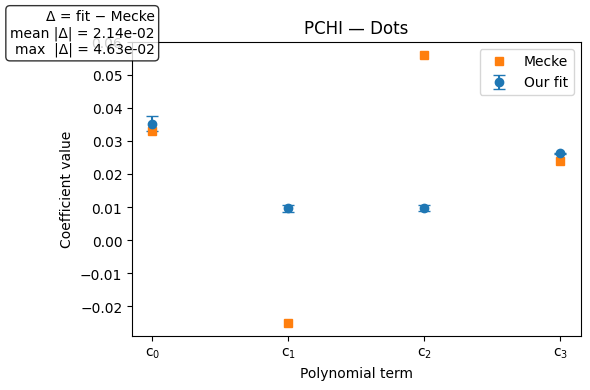 Δ = fit − Mecke
mean |Δ| = 2.14e-02
max |Δ| = 4.63e-02
PCHI — Dots
Mecke
Our fit
0.05
0.04
0.03
0.02
0.01
0.00
−0.01
−0.02
Coefficient value
c₀ c₁ c₂ c₃
Polynomial term